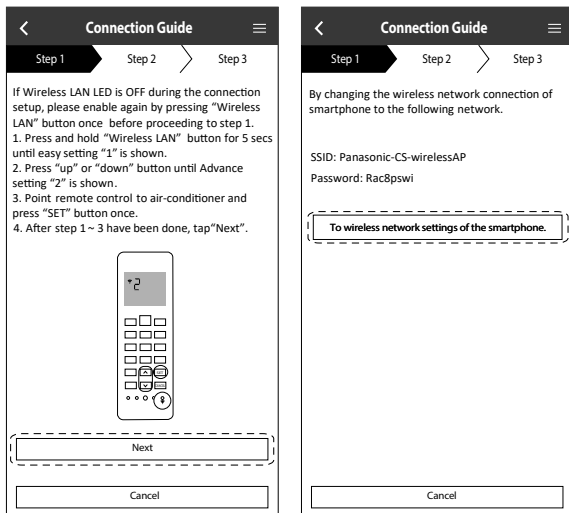 Connection Guide
Step 1
Step 2
Step 3
If Wireless LAN LED is OFF during the connection
setup, please enable again by pressing “Wireless
LAN” button once before proceeding to step 1.
1. Press and hold “Wireless LAN” button for 5 secs
until easy setting “1” is shown.
2. Press “up” or “down” button until Advance
setting “2” is shown.
3. Point remote control to air-conditioner and
press “SET” button once.
4. After step 1 ~ 3 have been done, tap“Next”.
2
SET
Next
Cancel
Connection Guide
Step 1
Step 2
Step 3
By changing the wireless network connection of
smartphone to the following network.
SSID: Panasonic-CS-wirelessAP
Password: Rac8pswi
To wireless network settings of the smartphone.
Cancel